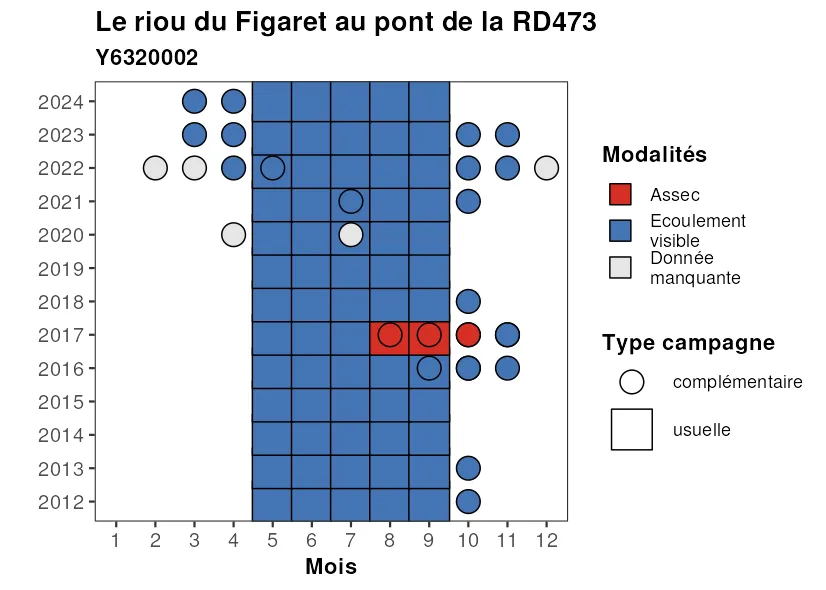 Le riou du Figaret au pont de la RD473
Y6320002
2024
2023
2022
2021
2020
2019
2018
2017
2016
2015
2014
2013
2012
1 2 3 4 5 6 7 8 9 10 11 12
Mois
Modalités
Assec
Ecoulement
visible
Donnée
manquante
Type campagne
complémentaire
usuelle